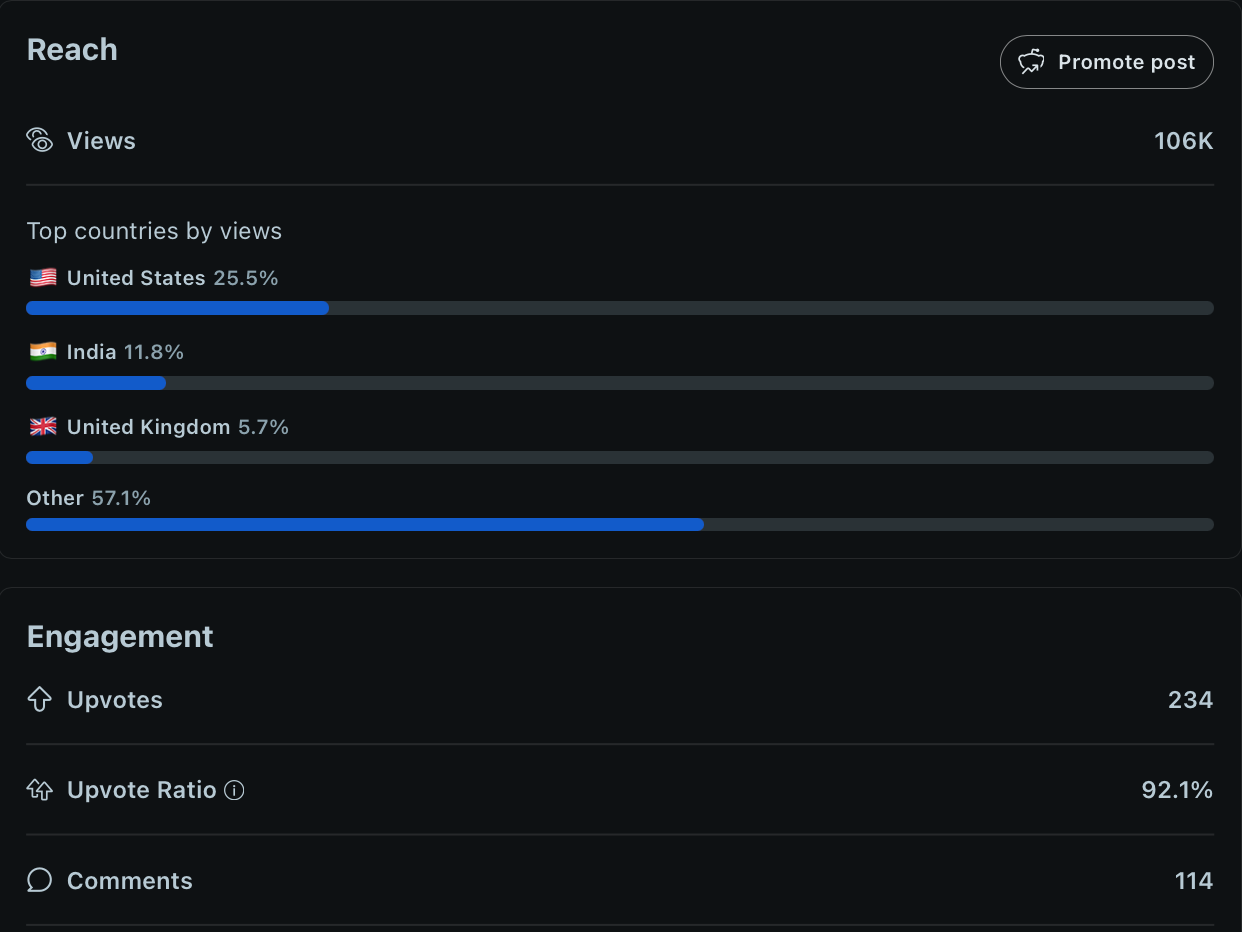 Reach
Promote post
Views
106K
Top countries by views
United States 25.5%
India 11.8%
United Kingdom 5.7%
Other 57.1%
Engagement
Upvotes
234
Upvote Ratio
92.1%
Comments
114